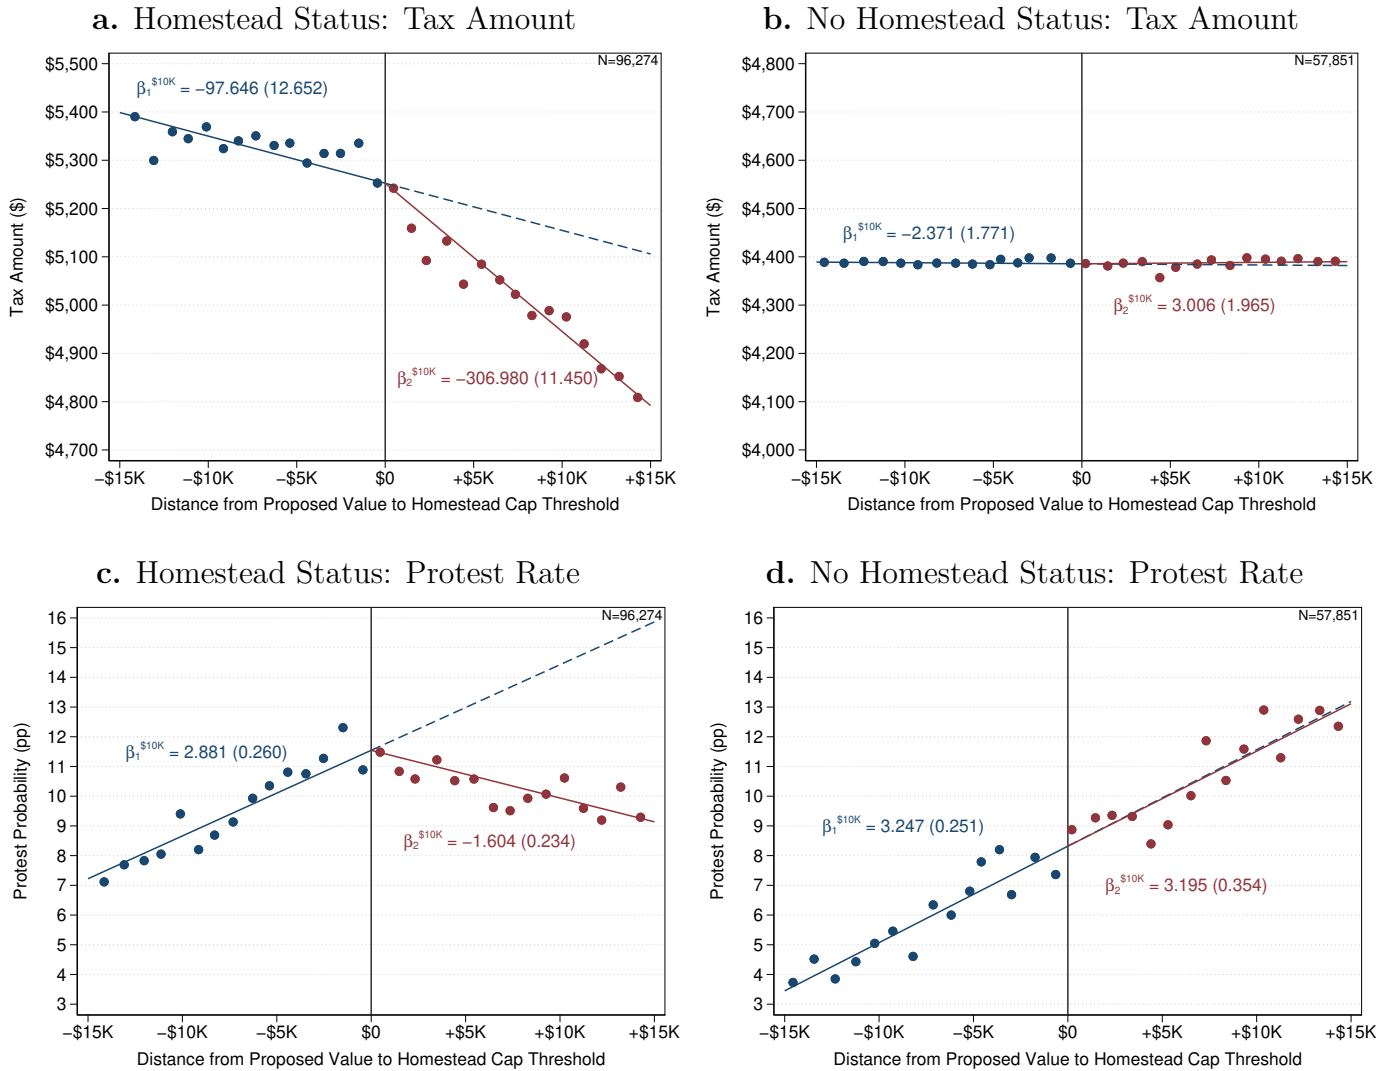 a. Homestead Status: Tax Amount
N=96,274
β₁^$10K = −97.646 (12.652)
β₂^$10K = −306.980 (11.450)
Tax Amount ($)
$5,500
$5,400
$5,300
$5,200
$5,100
$5,000
$4,900
$4,800
$4,700
−$15K −$10K −$5K $0 +$5K +$10K +$15K
Distance from Proposed Value to Homestead Cap Threshold
b. No Homestead Status: Tax Amount
N=57,851
β₁^$10K = −2.371 (1.771)
β₂^$10K = 3.006 (1.965)
Tax Amount ($)
$4,800
$4,700
$4,600
$4,500
$4,400
$4,300
$4,200
$4,100
$4,000
−$15K −$10K −$5K $0 +$5K +$10K +$15K
Distance from Proposed Value to Homestead Cap Threshold
c. Homestead Status: Protest Rate
N=96,274
β₁^$10K = 2.881 (0.260)
β₂^$10K = −1.604 (0.234)
Protest Probability (pp)
16
15
14
13
12
11
10
9
8
7
6
5
4
3
−$15K −$10K −$5K $0 +$5K +$10K +$15K
Distance from Proposed Value to Homestead Cap Threshold
d. No Homestead Status: Protest Rate
N=57,851
β₁^$10K = 3.247 (0.251)
β₂^$10K = 3.195 (0.354)
Protest Probability (pp)
16
15
14
13
12
11
10
9
8
7
6
5
4
3
−$15K −$10K −$5K $0 +$5K +$10K +$15K
Distance from Proposed Value to Homestead Cap Threshold